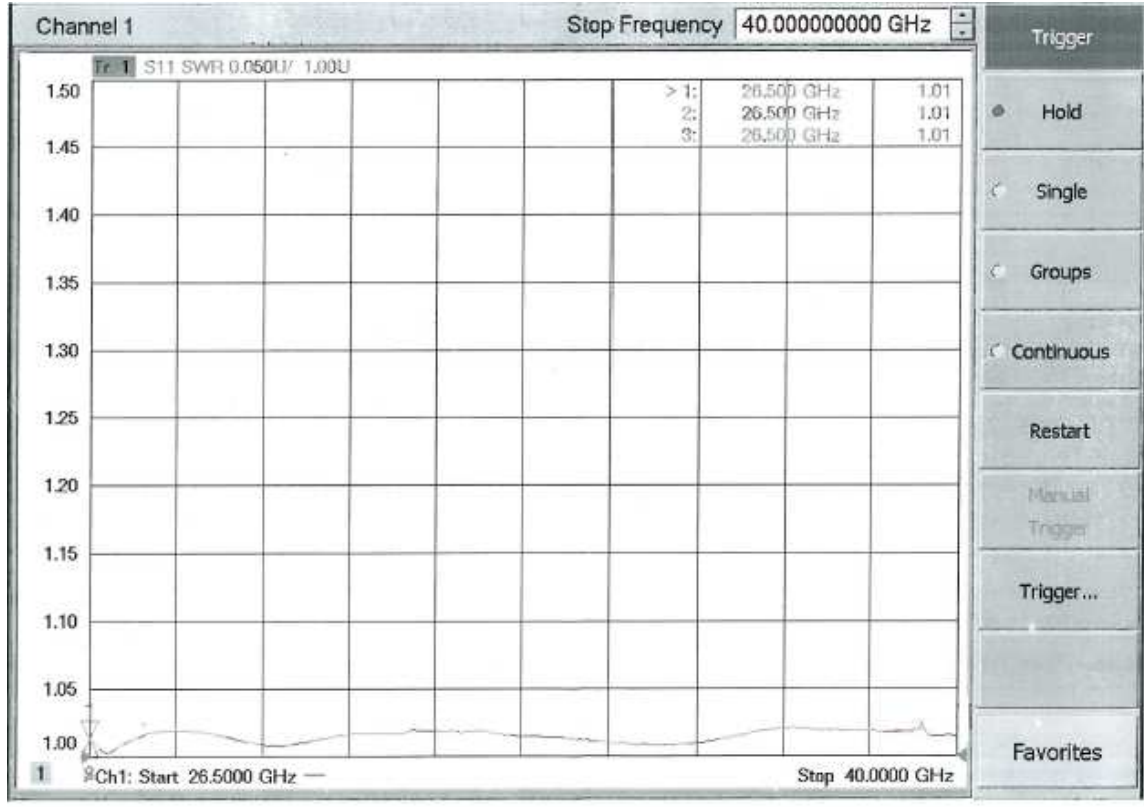 Channel 1
Stop Frequency 40.000000000 GHz
Tr 1 S11 SWR 0.050U/ 1.00U
1.50
1.45
1.40
1.35
1.30
1.25
1.20
1.15
1.10
1.05
1.00
> 1: 26.500 GHz 1.01
2: 26.500 GHz 1.01
3: 26.500 GHz 1.01
1
Ch1: Start 26.5000 GHz —
Stop 40.0000 GHz
Trigger
Hold
Single
Groups
Continuous
Restart
Manual
Trigger
Trigger...
Favorites